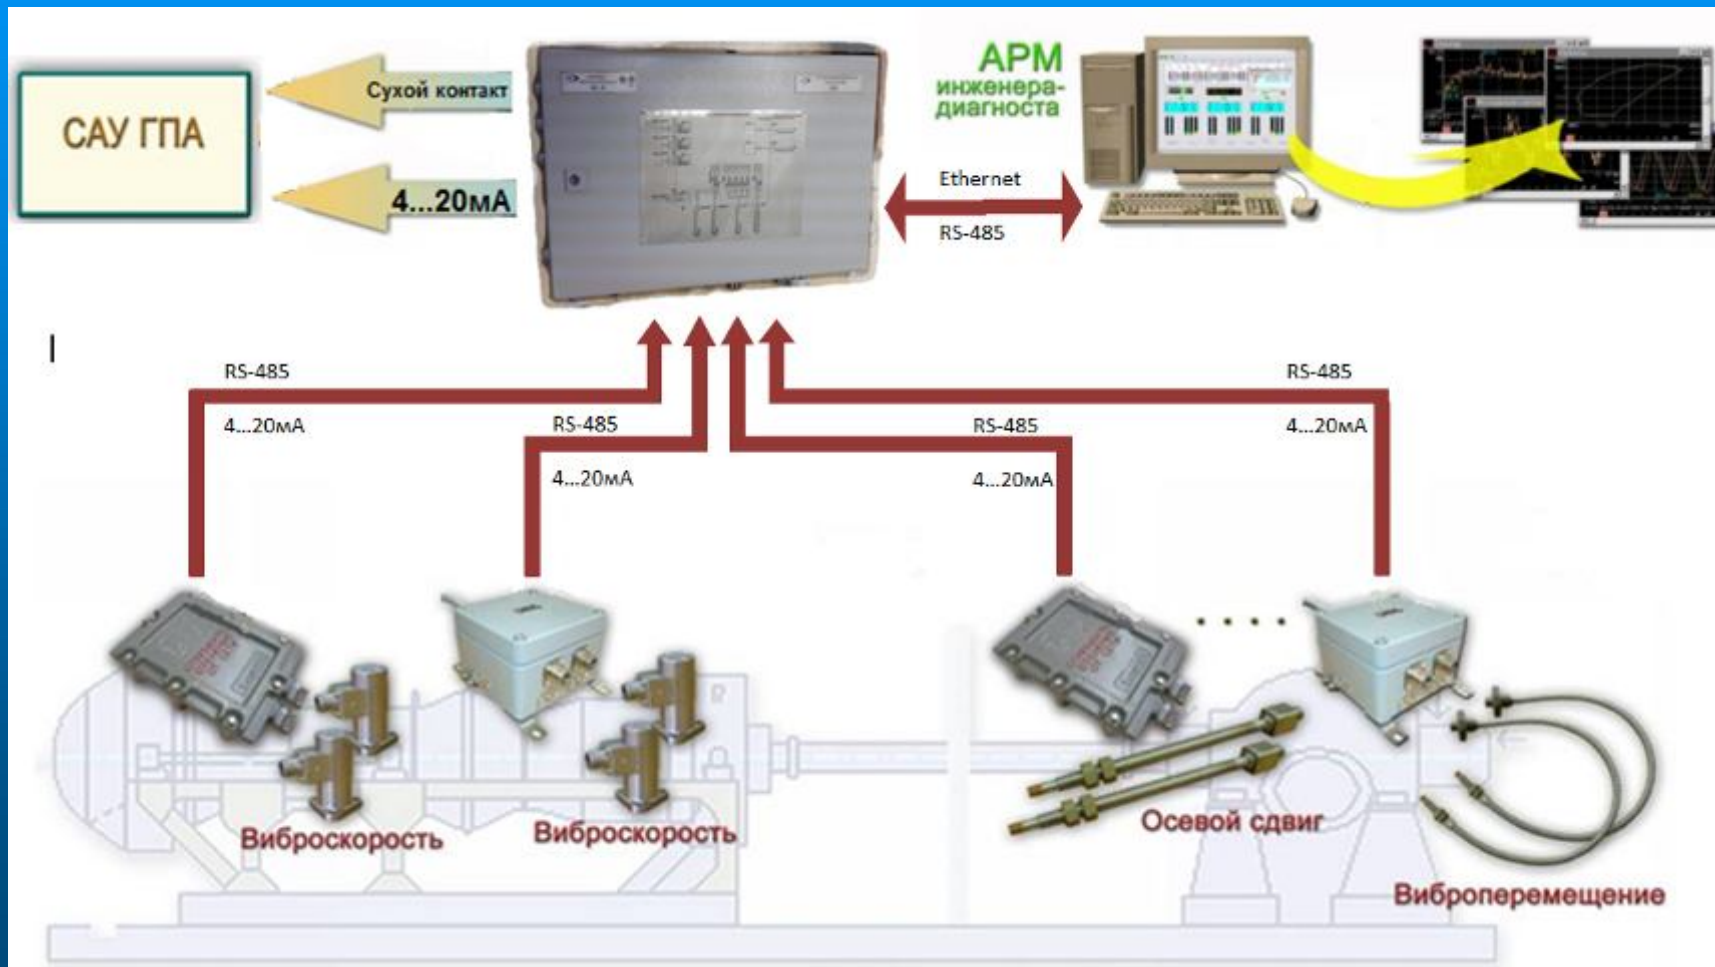 САУ ГПА
Сухой контакт
4...20мА
АРМ
инженера-
диагноста
Ethernet
RS-485
RS-485
4...20мА
RS-485
4...20мА
RS-485
4...20мА
RS-485
4...20мА
Виброскорость
Виброскорость
Осевой сдвиг
Виброперемещение